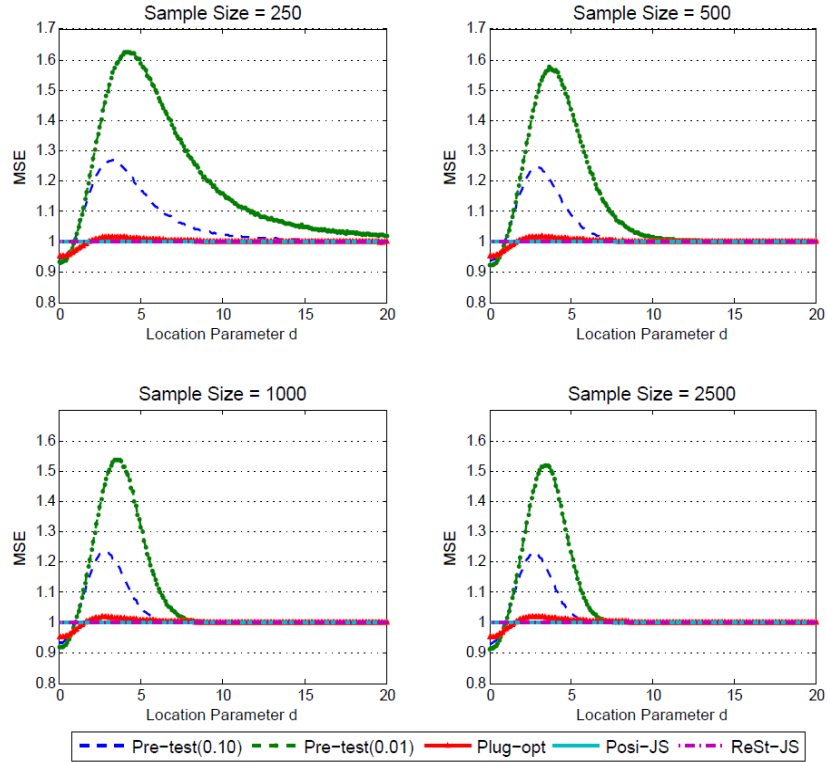 Sample Size = 250
1.7
1.6
1.5
1.4
1.3
1.2
1.1
1
0.9
0.8
MSE
0 5 10 15 20
Location Parameter d
Sample Size = 500
1.7
1.6
1.5
1.4
1.3
1.2
1.1
1
0.9
0.8
MSE
0 5 10 15 20
Location Parameter d
Sample Size = 1000
1.6
1.5
1.4
1.3
1.2
1.1
1
0.9
0.8
MSE
0 5 10 15 20
Location Parameter d
Sample Size = 2500
1.6
1.5
1.4
1.3
1.2
1.1
1
0.9
0.8
MSE
0 5 10 15 20
Location Parameter d
Pre-test(0.10) Pre-test(0.01) Plug-opt Posi-JS ReSt-JS